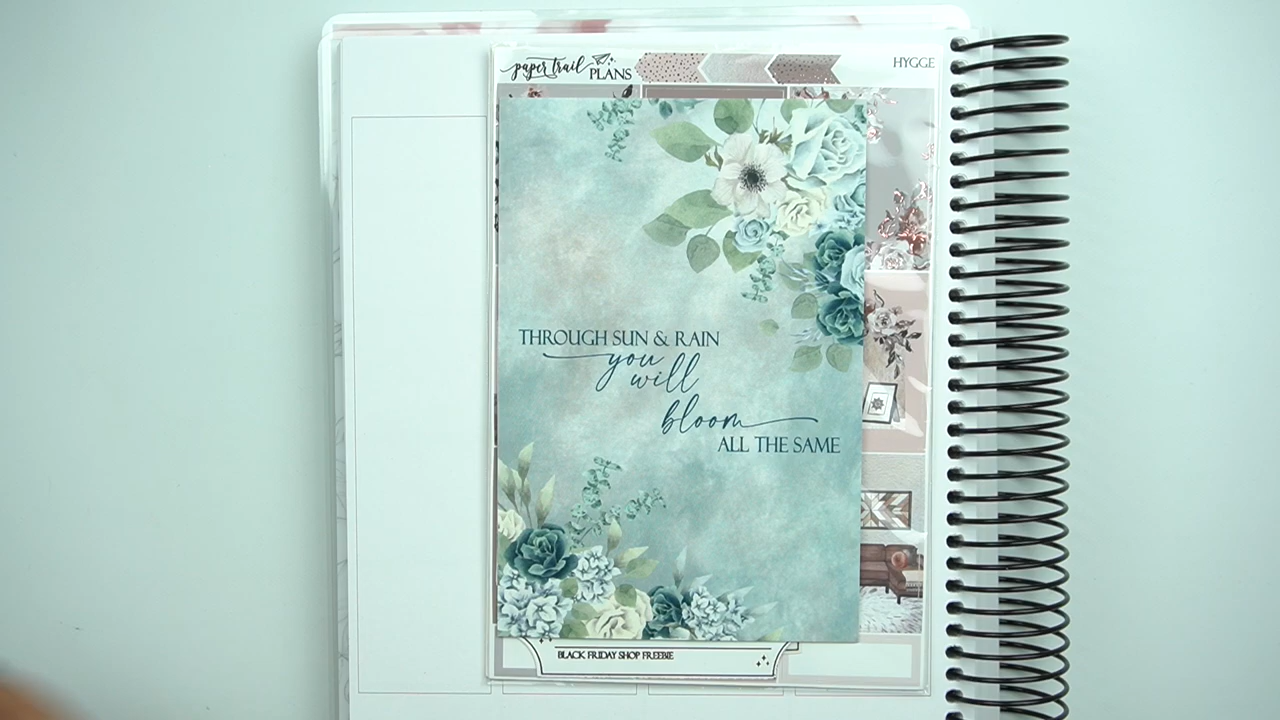 paper trail PLANS
HYGGE
THROUGH SUN & RAIN
you
will
bloom
ALL THE SAME
BLACK FRIDAY SHOP FREEBIE